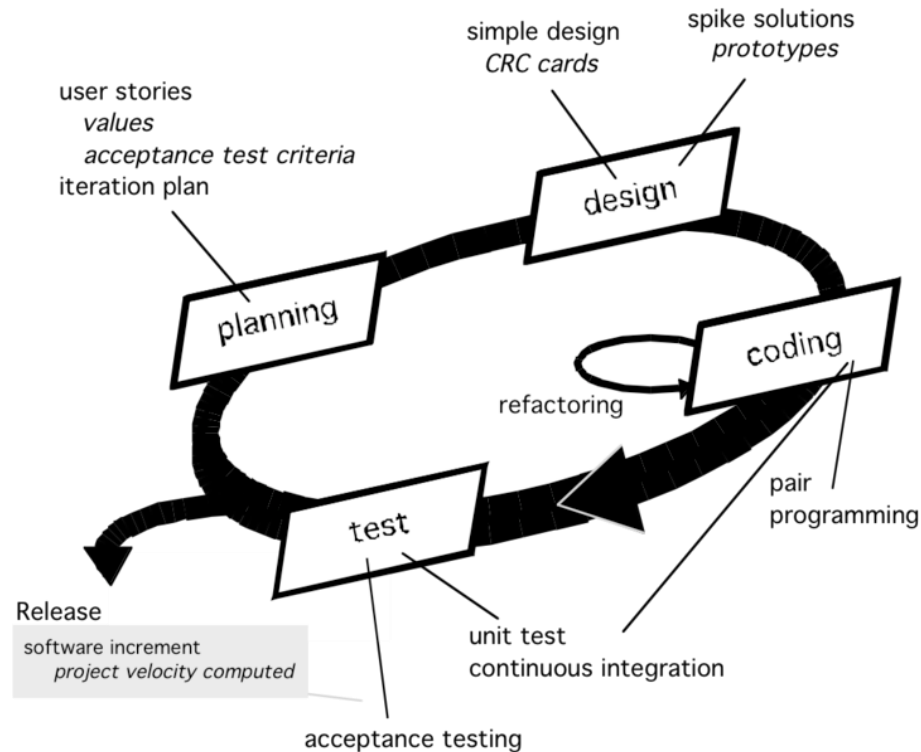 simple design
CRC cards
spike solutions
prototypes
user stories
values
acceptance test criteria
iteration plan
design
planning
coding
refactoring
test
pair
programming
Release
software increment
project velocity computed
unit test
continuous integration
acceptance testing